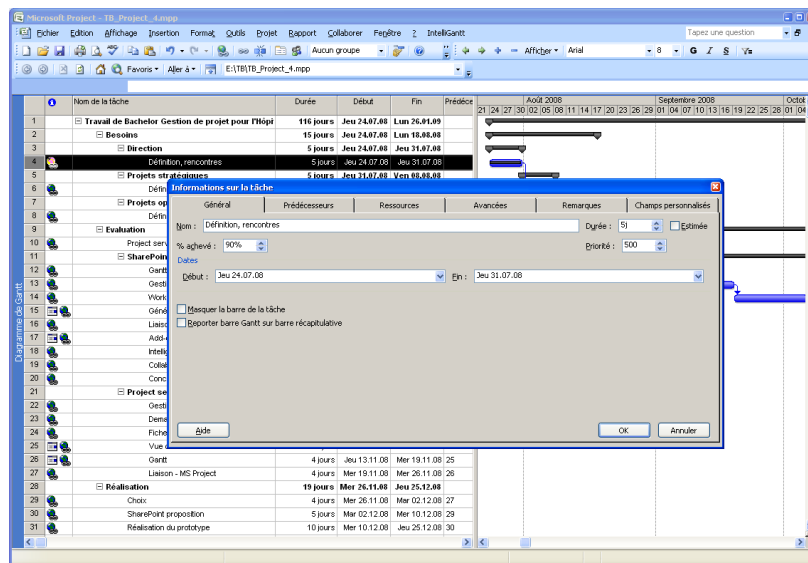 Microsoft Project - TB_Project_4.mpp
Fichier Edition Affichage Insertion Format Outils Projet Rapport Collaborer Fenêtre ? IntelliGantt Tapez une question
Aucun groupe Afficher Arial 8 G I S
Favoris Aller à E:\TB\TB_Project_4.mpp
Nom de la tâche Durée Début Fin Prédéce Août 2008 Septembre 2008 Octob
21 24 27 30 02 05 08 11 14 17 20 23 26 29 01 04 07 10 13 16 19 22 25 28 01 04
1 Travail de Bachelor Gestion de projet pour l'Hôpi 116 jours Jeu 24.07.08 Lun 26.01.09
2 Besoins 15 jours Jeu 24.07.08 Lun 18.08.08
3 Direction 5 jours Jeu 24.07.08 Jeu 31.07.08
4 Définition, rencontres 5 jours Jeu 24.07.08 Jeu 31.07.08
5 Projets stratégiques 5 jours Jeu 31.07.08 Ven 08.08.08
6 Défin
7 Projets op
8 Défin
9 Evaluation
10 Project serv
11 SharePoin
12 Gantt
13 Gesti
14 Work
15 Géné
16 Liaiso
17 Add-
18 Intellig
19 Collab
20 Conc
21 Project se
22 Gesti
23 Dema
24 Fiche
25 Vue
26 Gantt 4 jours Jeu 13.11.08 Mer 19.11.08 25
27 Liaison - MS Project 4 jours Mer 19.11.08 Mer 26.11.08 26
28 Réalisation 19 jours Mer 26.11.08 Jeu 25.12.08
29 Choix 4 jours Mer 26.11.08 Mar 02.12.08 27
30 SharePoint proposition 5 jours Mar 02.12.08 Mer 10.12.08 29
31 Réalisation du prototype 10 jours Mer 10.12.08 Jeu 25.12.08 30
Diagramme de Gantt
Informations sur la tâche
Général Prédécesseurs Ressources Avancées Remarques Champs personnalisés
Nom : Définition, rencontres Durée : 5j Estimée
% achevé : 90% Priorité : 500
Dates
Début : Jeu 24.07.08 Fin : Jeu 31.07.08
Masquer la barre de la tâche
Reporter barre Gantt sur barre récapitulative
Aide OK Annuler